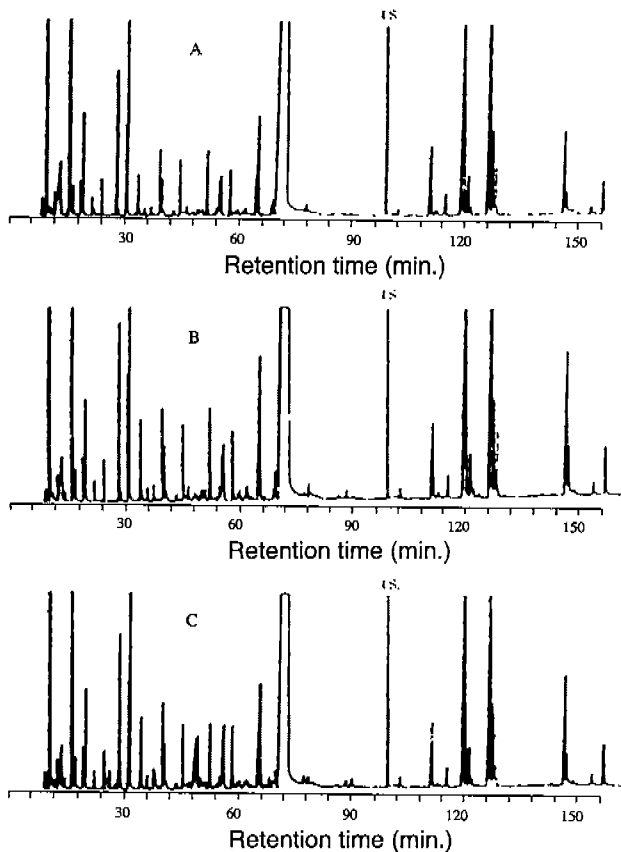 I.S
A
30 60 90 120 150
Retention time (min.)
I.S
B
30 60 90 120 150
Retention time (min.)
I.S.
C
30 60 90 120 150
Retention time (min.)